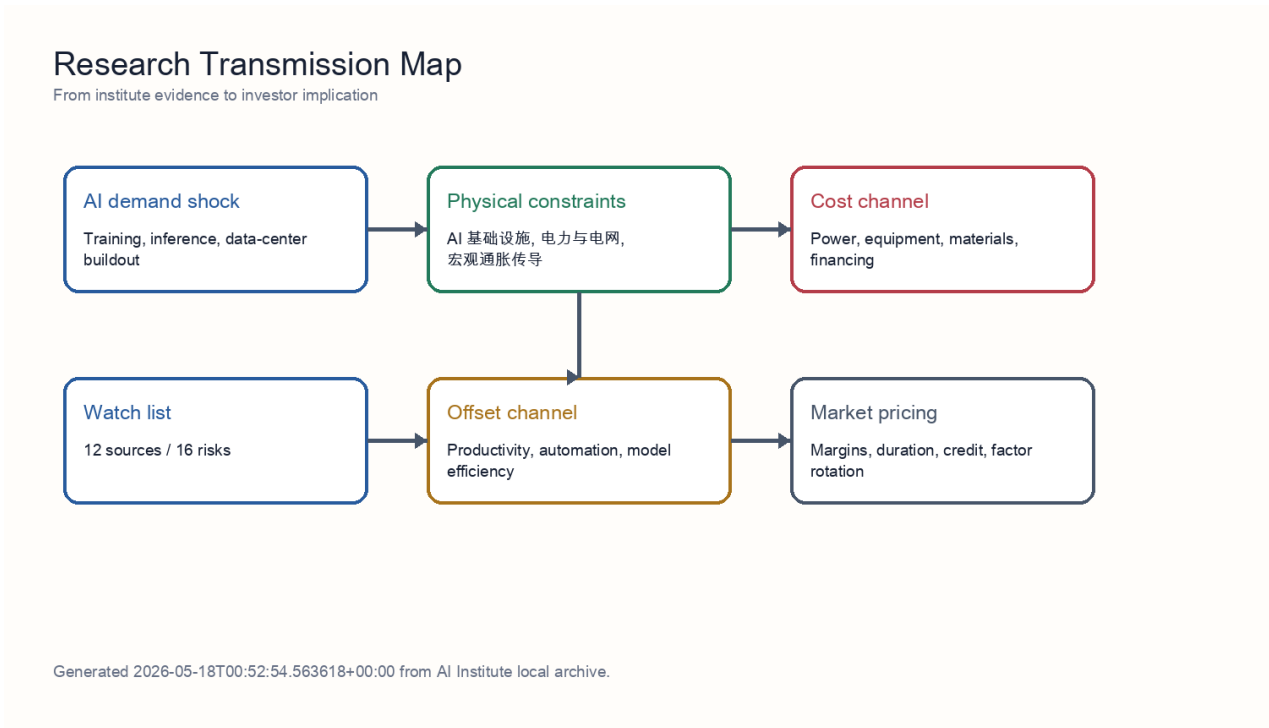 Research Transmission Map
From institute evidence to investor implication
AI demand shock
Training, inference, data-center
buildout
Physical constraints
AI 基础设施, 电力与电网,
宏观通胀传导
Cost channel
Power, equipment, materials,
financing
Watch list
12 sources / 16 risks
Offset channel
Productivity, automation, model
efficiency
Market pricing
Margins, duration, credit, factor
rotation
Generated 2026-05-18T00:52:54.563618+00:00 from AI Institute local archive.